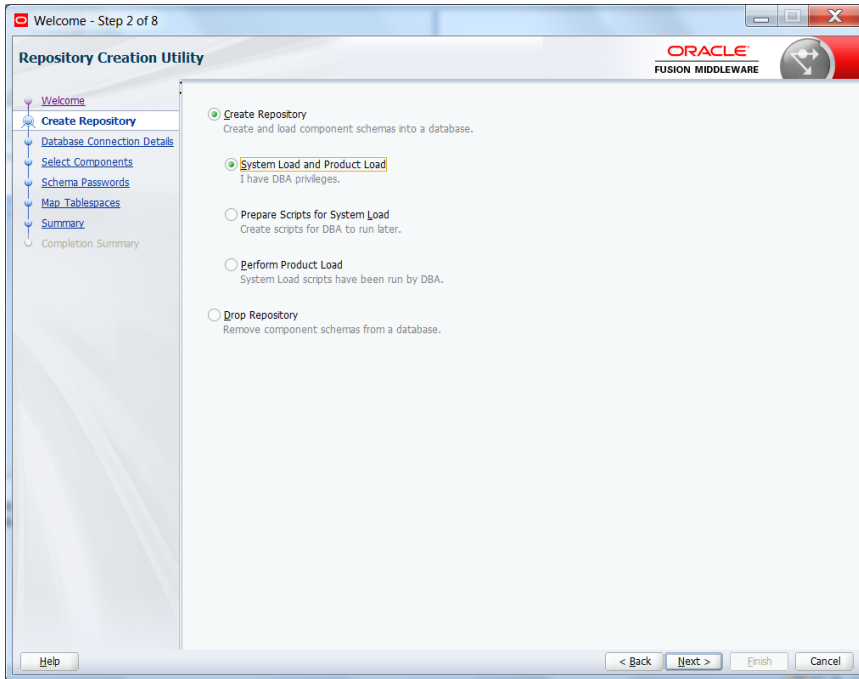 Welcome - Step 2 of 8
Repository Creation Utility
ORACLE
FUSION MIDDLEWARE
Welcome
Create Repository
Database Connection Details
Select Components
Schema Passwords
Map Tablespaces
Summary
Completion Summary
Create Repository
Create and load component schemas into a database.
System Load and Product Load
I have DBA privileges.
Prepare Scripts for System Load
Create scripts for DBA to run later.
Perform Product Load
System Load scripts have been run by DBA.
Drop Repository
Remove component schemas from a database.
Help
< Back
Next >
Finish
Cancel